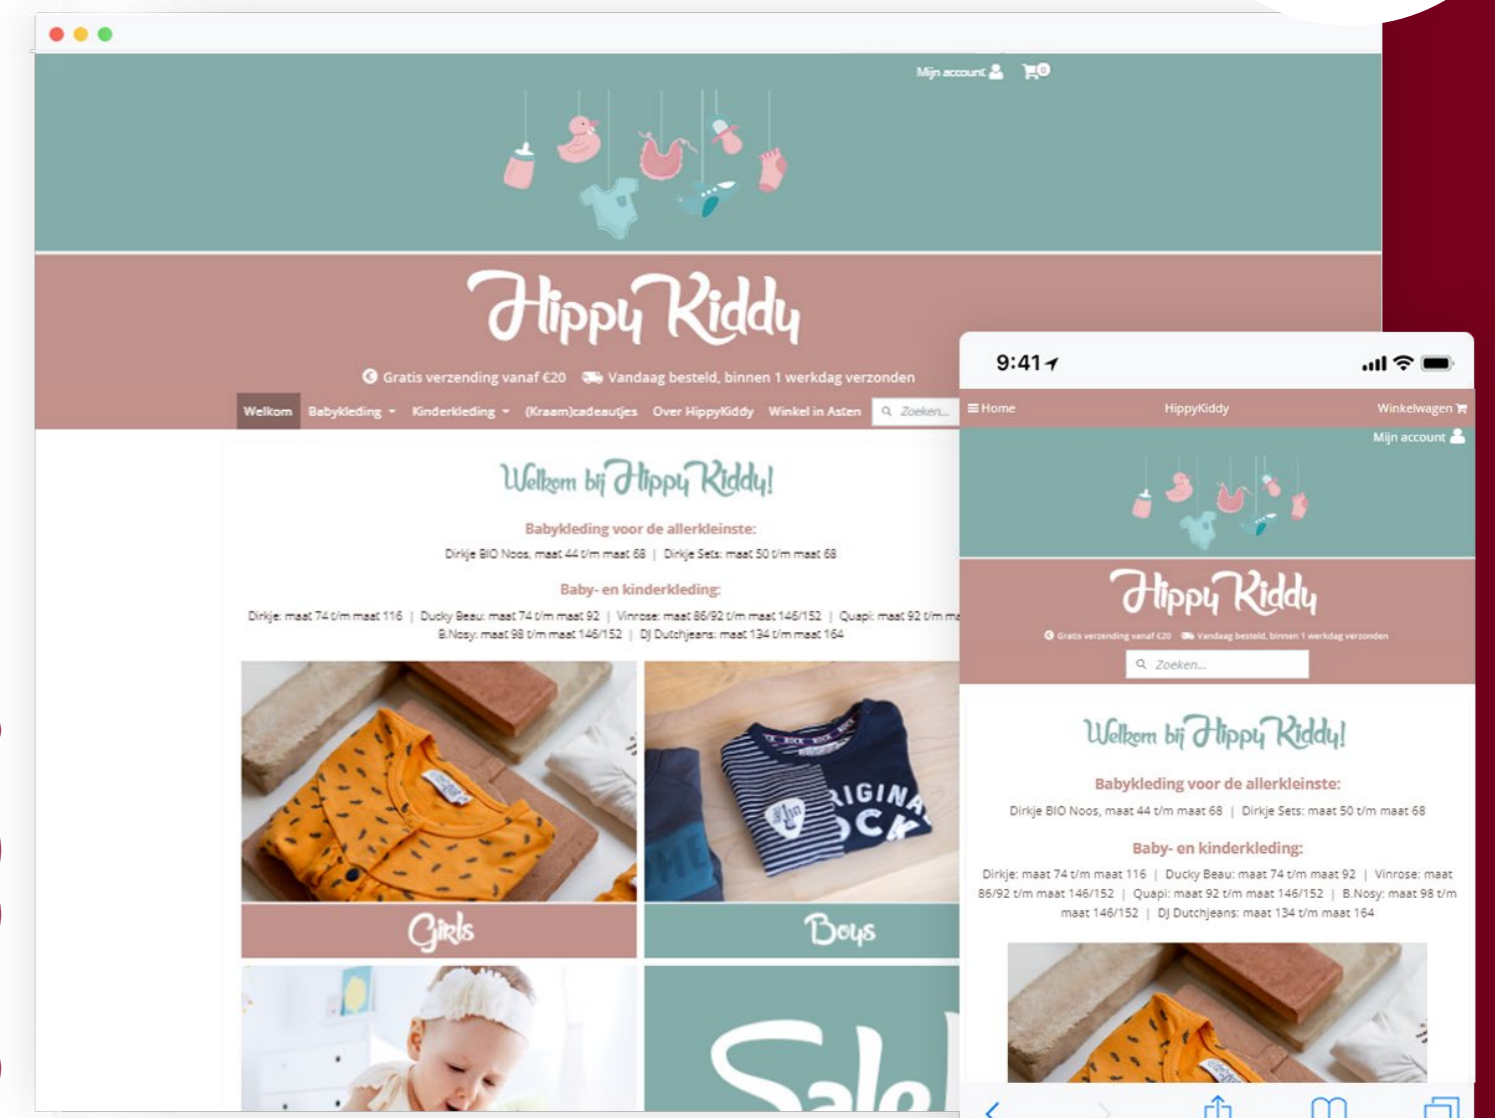 Mijn account 0
HippyKiddy
Gratis verzending vanaf €20 Vandaag besteld, binnen 1 werkdag verzonden
Welkom Babykleding Kinderkleding (Kraam)cadeautjes Over HippyKiddy Winkel in Asten Zoeken...
Welkom bij HippyKiddy!
Babykleding voor de allerkleinste:
Dirkje BIO Noos, maat 44 t/m maat 68 | Dirkje Sets: maat 50 t/m maat 68
Baby- en kinderkleding:
Dirkje: maat 74 t/m maat 116 | Ducky Beau: maat 74 t/m maat 92 | Vinrose: maat 86/92 t/m maat 146/152 | Quapi: maat 92 t/m
B.Nosy: maat 98 t/m maat 146/152 | DJ Dutchjeans: maat 134 t/m maat 164
Girls
Boys
Sale!
9:41
Home HippyKiddy Winkelwagen
Mijn account
HippyKiddy
Gratis verzending vanaf €20 Vandaag besteld, binnen 1 werkdag verzonden
Zoeken...
Welkom bij HippyKiddy!
Babykleding voor de allerkleinste:
Dirkje BIO Noos, maat 44 t/m maat 68 | Dirkje Sets: maat 50 t/m maat 68
Baby- en kinderkleding:
Dirkje: maat 74 t/m maat 116 | Ducky Beau: maat 74 t/m maat 92 | Vinrose: maat
86/92 t/m maat 146/152 | Quapi: maat 92 t/m maat 146/152 | B.Nosy: maat 98 t/m
maat 146/152 | DJ Dutchjeans: maat 134 t/m maat 164